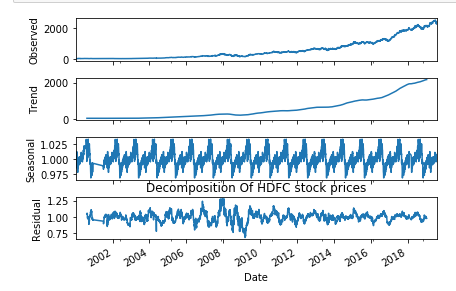 2000
0
Observed
2000
0
Trend
1.025
1.000
0.975
Seasonal
Decomposition Of HDFC stock prices
1.25
1.00
0.75
Residual
2002 2004 2006 2008 2010 2012 2014 2016 2018
Date